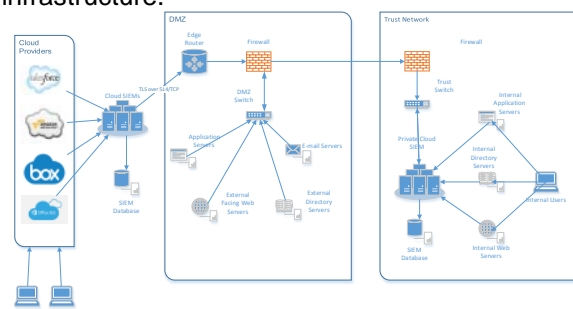 infrastructure.
Cloud
Providers
salesforce
amazon
box
Cloud SIEMs
TLS over SI-4/TCP
SIEM
Database
DMZ
Edge
Router
Firewall
DMZ
Switch
Application
Servers
E-mail Servers
External
Facing Web
Servers
External
Directory
Servers
Trust Network
Firewall
Trust
Switch
Internal
Application
Servers
Private Cloud
SIEM
Internal
Directory
Servers
Internal Users
SIEM
Database
Internal Web
Servers